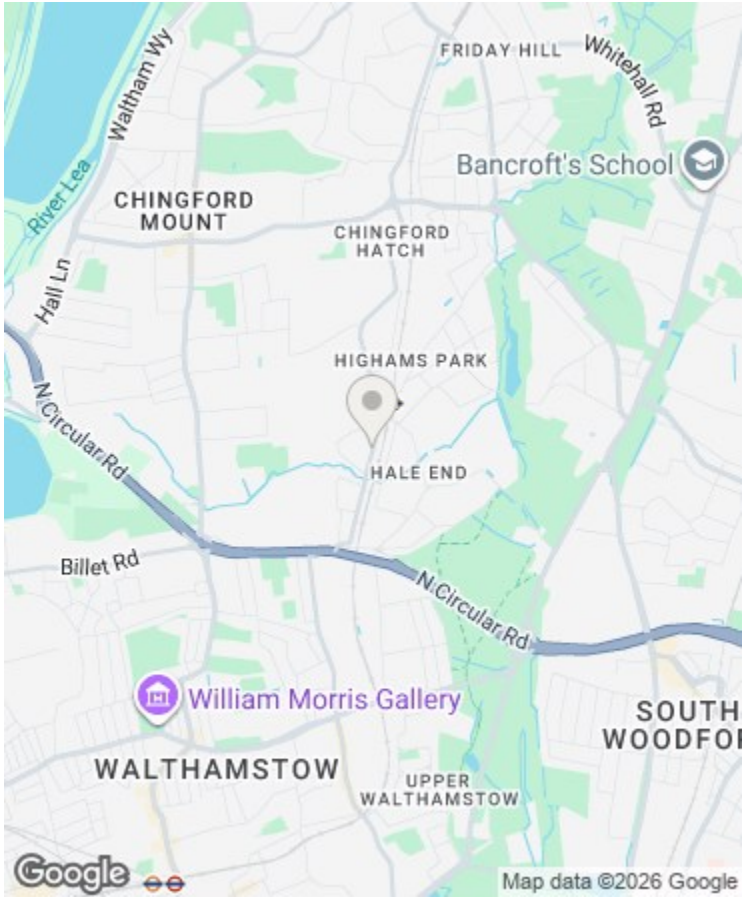 FRIDAY HILL
Whitehall Rd
Waltham Wy
Bancroft's School
River Lea
CHINGFORD
MOUNT
CHINGFORD
HATCH
Hall Ln
HIGHAMS PARK
N Circular Rd
HALE END
Billet Rd
N Circular Rd
William Morris Gallery
SOUTH
WOODFOR
WALTHAMSTOW
UPPER
WALTHAMSTOW
Google
Map data ©2026 Google